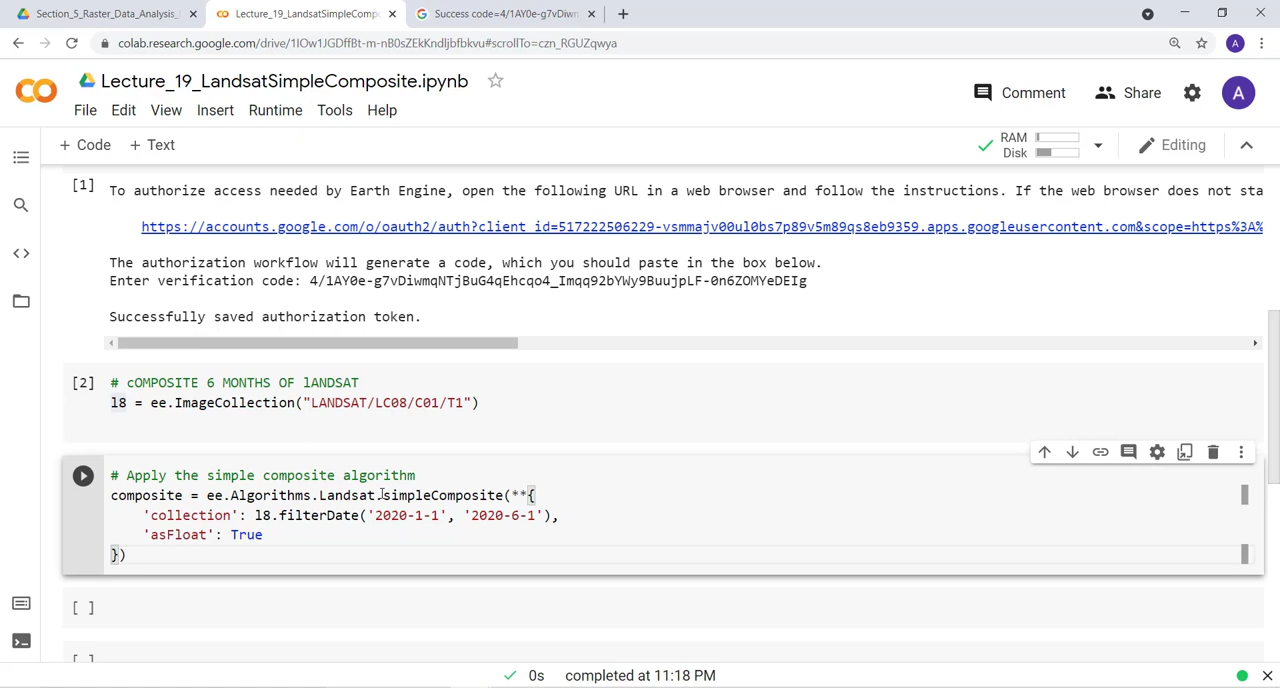 Section_5_Raster_Data_Analysis_
Lecture_19_LandsatSimpleCompo
Success code=4/1AY0e-g7vDiwm
colab.research.google.com/drive/1IOw1JGDffBt-m-nB0sZEkKndljbfbkvu#scrollTo=czn_RGUZqwya
A
CO
Lecture_19_LandsatSimpleComposite.ipynb
File Edit View Insert Runtime Tools Help
Comment
Share
A
+ Code + Text
RAM
Disk
Editing
[1]
To authorize access needed by Earth Engine, open the following URL in a web browser and follow the instructions. If the web browser does not sta
https://accounts.google.com/o/oauth2/auth?client_id=517222506229-vsmmajv00ul0bs7p89v5m89qs8eb9359.apps.googleusercontent.com&scope=https%3A%
The authorization workflow will generate a code, which you should paste in the box below.
Enter verification code: 4/1AY0e-g7vDiwmqNTjBuG4qEhcqo4_Imqq92bYWy9BuujpLF-0n6ZOMYeDEIg
Successfully saved authorization token.
[2]
# cOMPOSITE 6 MONTHS OF lANDSAT
l8 = ee.ImageCollection("LANDSAT/LC08/C01/T1")
# Apply the simple composite algorithm
composite = ee.Algorithms.Landsat.simpleComposite(**{
'collection': l8.filterDate('2020-1-1', '2020-6-1'),
'asFloat': True
})
[ ]
[ ]
0s completed at 11:18 PM